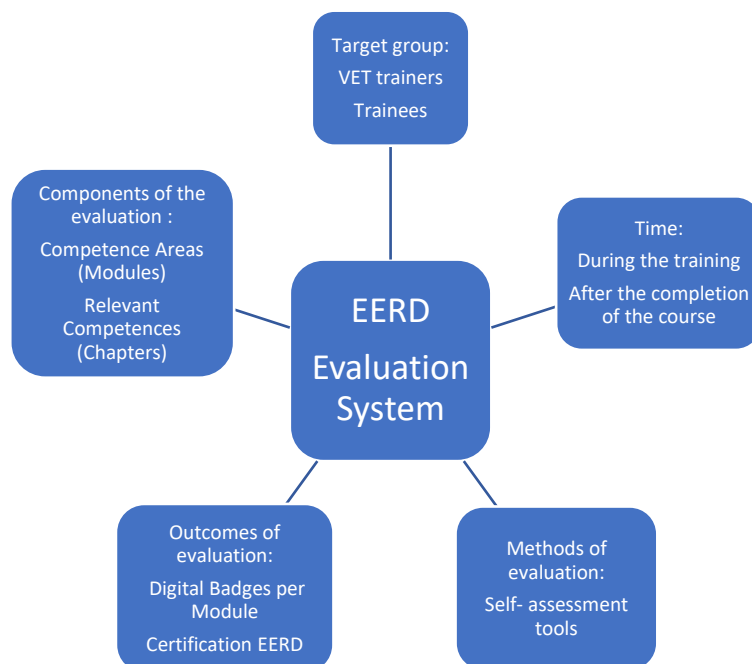 Target group:
VET trainers
Trainees
Components of the
evaluation :
Competence Areas
(Modules)
Relevant
Competences
(Chapters)
Time:
During the training
After the completion
of the course
EERD
Evaluation
System
Outcomes of
evaluation:
Digital Badges per
Module
Certification EERD
Methods of
evaluation:
Self- assessment
tools